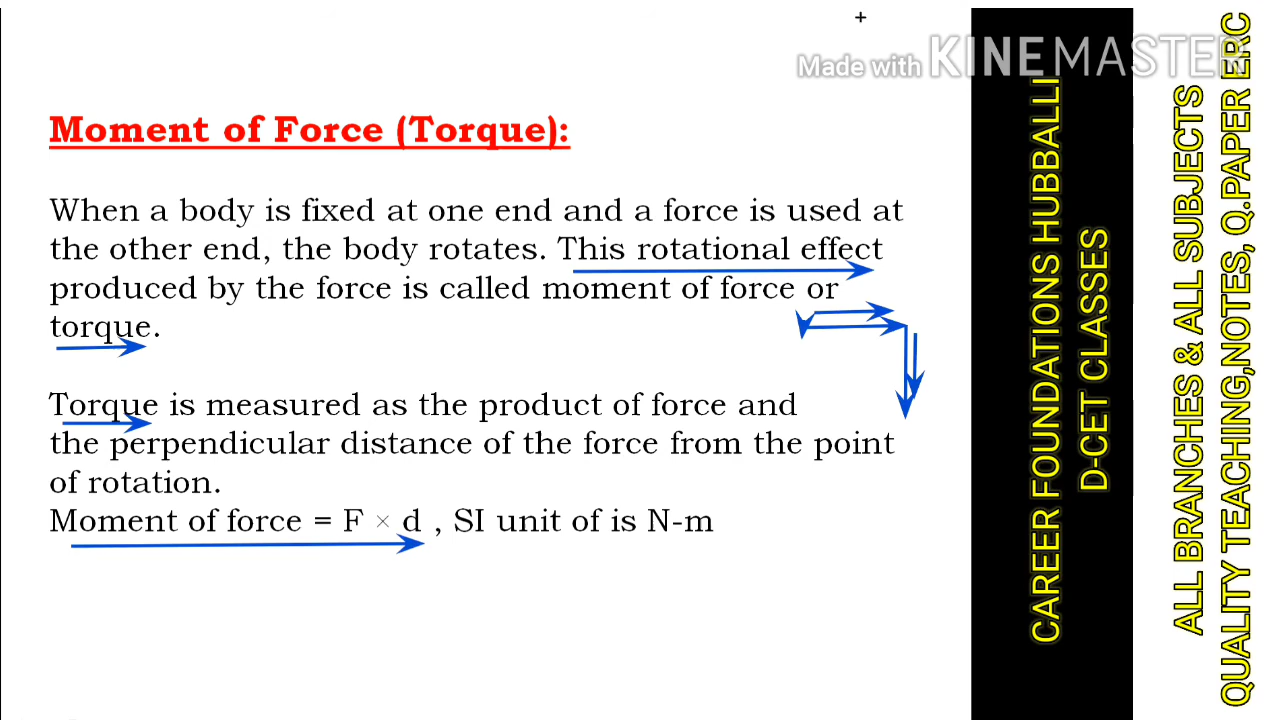 Made with KINEMASTER
Moment of Force (Torque):
When a body is fixed at one end and a force is used at
the other end, the body rotates. This rotational effect
produced by the force is called moment of force or
torque.
Torque is measured as the product of force and
the perpendicular distance of the force from the point
of rotation.
Moment of force = F × d , SI unit of is N-m
CAREER FOUNDATIONS HUBBALLI
D-CET CLASSES
ALL BRANCHES & ALL SUBJECTS
QUALITY TEACHING,NOTES, Q.PAPER ERC